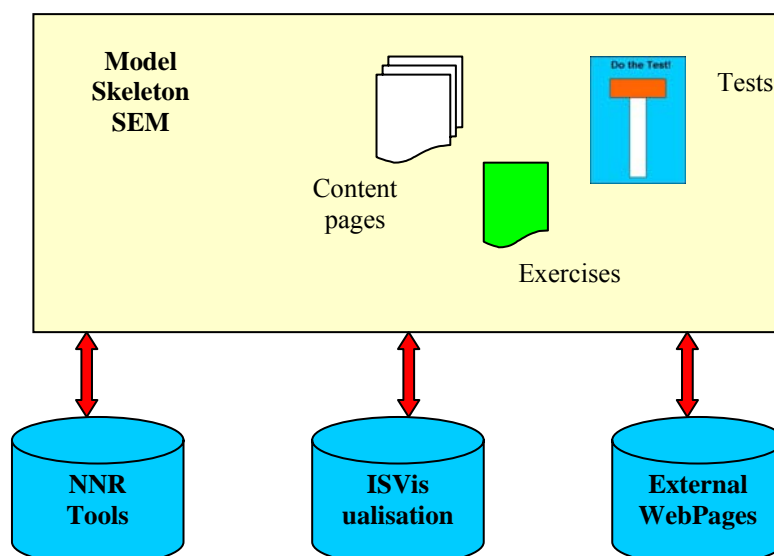 Model
Skeleton
SEM
Do the Test!
Tests
Content
pages
Exercises
NNR
Tools
ISVis
ualisation
External
WebPages